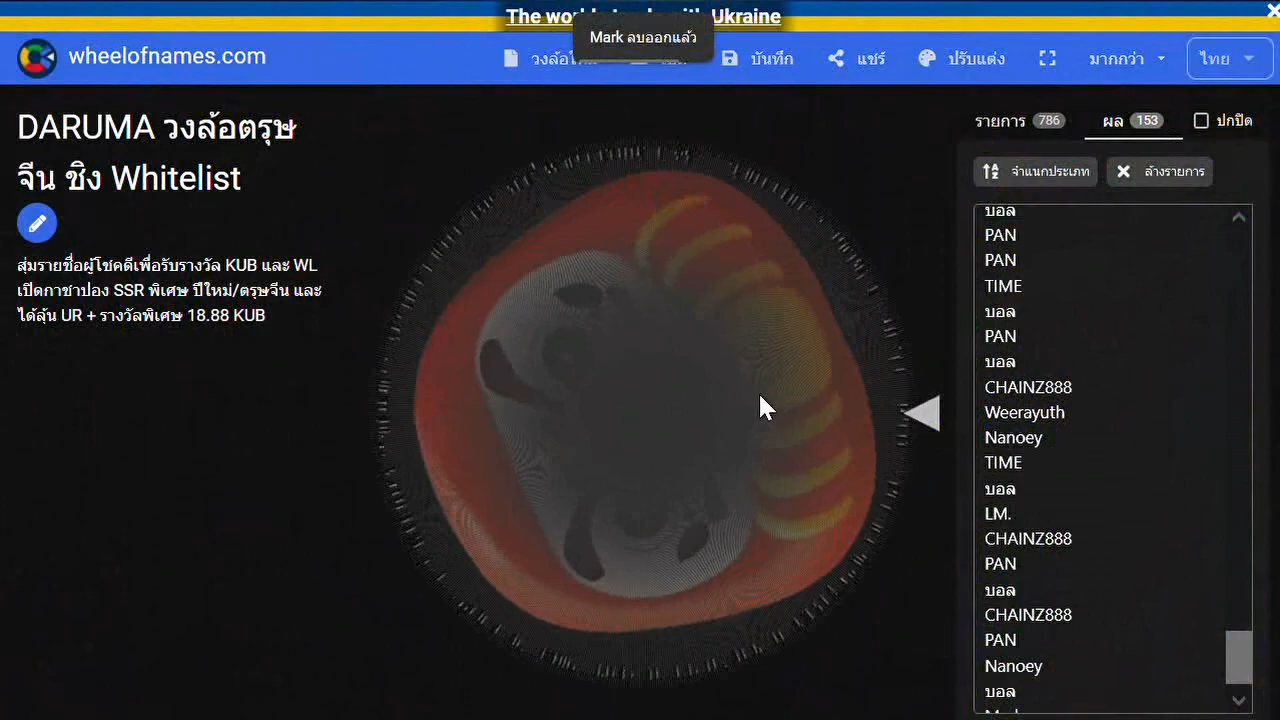 The world stands with Ukraine
Mark ลบออกแล้ว
wheelofnames.com
บันทึก
แชร์
ปรับแต่ง
มากกว่า
ไทย
DARUMA วงล้อตรุษ
จีน ชิง Whitelist
สุ่มรายชื่อผู้โชคดีเพื่อรับรางวัล KUB และ WL
เปิดกาชาปอง SSR พิเศษ ปีใหม่/ตรุษจีน และ
ได้ลุ้น UR + รางวัลพิเศษ 18.88 KUB
รายการ 786
ผล 153
ปกปิด
จำแนกประเภท
ล้างรายการ
บอล
PAN
PAN
TIME
บอล
PAN
บอล
CHAINZ888
Weerayuth
Nanoey
TIME
บอล
LM.
CHAINZ888
PAN
บอล
CHAINZ888
PAN
Nanoey
บอล